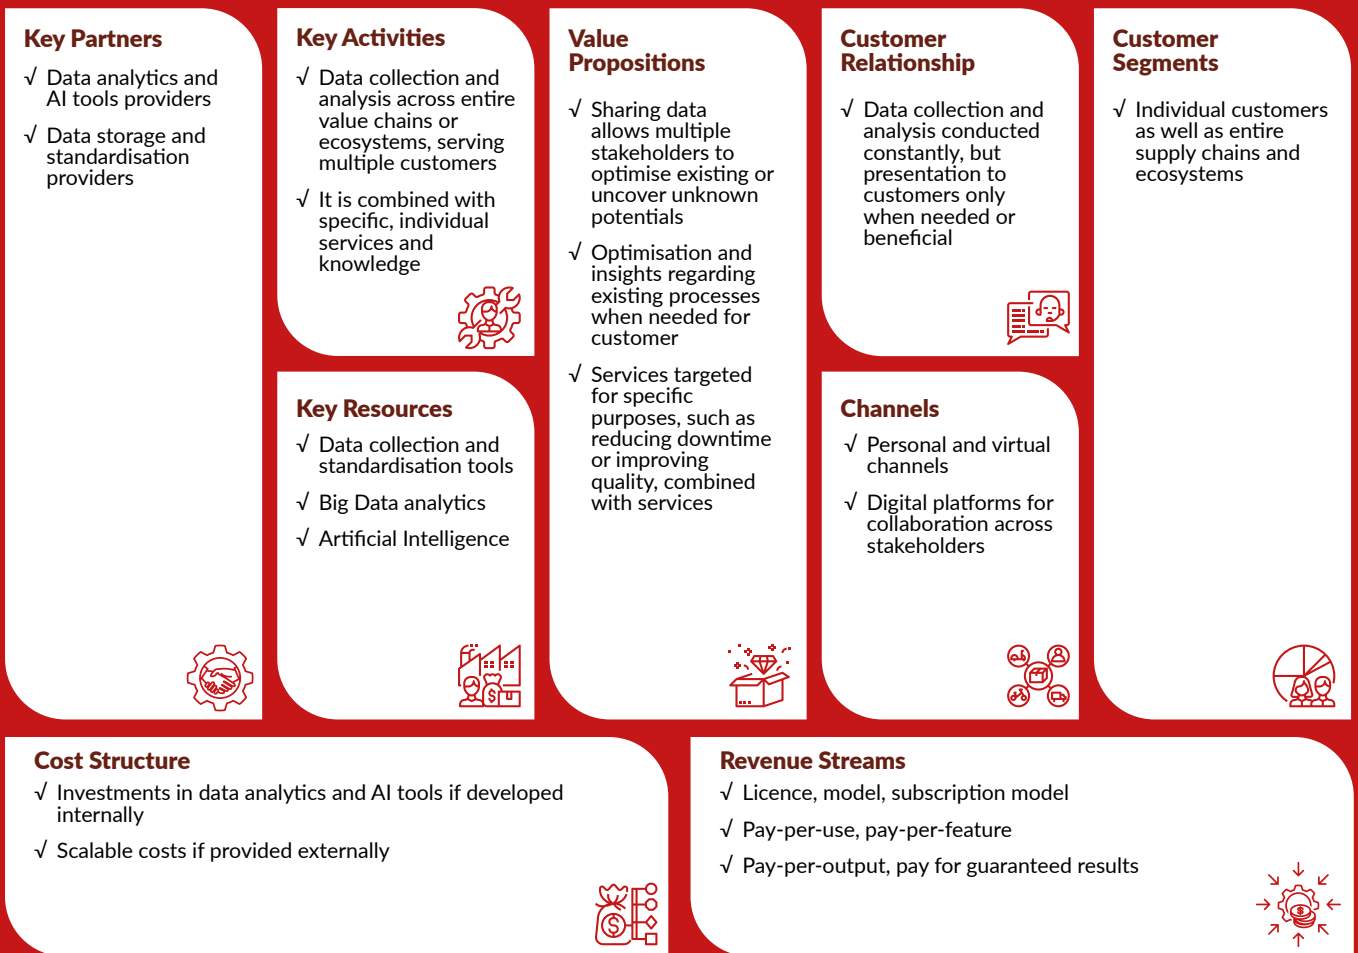 Key Partners
√ Data analytics and
AI tools providers
√ Data storage and
standardisation
providers
Key Activities
√ Data collection and
analysis across entire
value chains or
ecosystems, serving
multiple customers
√ It is combined with
specific, individual
services and
knowledge
Key Resources
√ Data collection and
standardisation tools
√ Big Data analytics
√ Artificial Intelligence
Value
Propositions
√ Sharing data
allows multiple
stakeholders to
optimise existing or
uncover unknown
potentials
√ Optimisation and
insights regarding
existing processes
when needed for
customer
√ Services targeted
for specific
purposes, such as
reducing downtime
or improving
quality, combined
with services
Customer
Relationship
√ Data collection and
analysis conducted
constantly, but
presentation to
customers only
when needed or
beneficial
Channels
√ Personal and virtual
channels
√ Digital platforms for
collaboration across
stakeholders
Customer
Segments
√ Individual customers
as well as entire
supply chains and
ecosystems
Cost Structure
√ Investments in data analytics and AI tools if developed
internally
√ Scalable costs if provided externally
Revenue Streams
√ Licence, model, subscription model
√ Pay-per-use, pay-per-feature
√ Pay-per-output, pay for guaranteed results